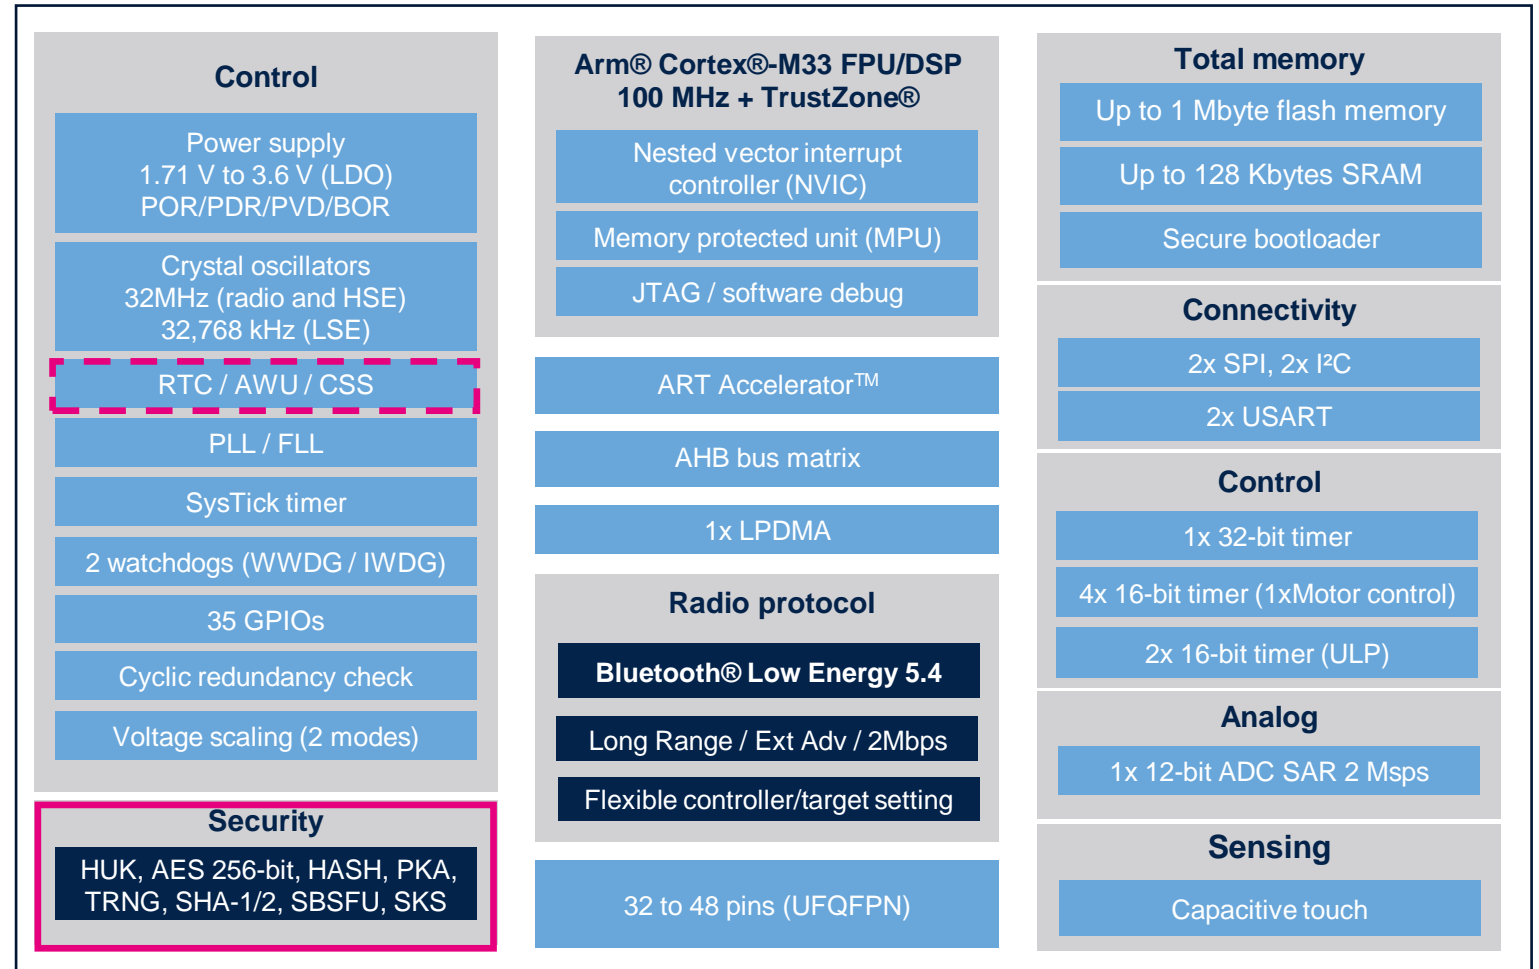 Control
Power supply
1.71 V to 3.6 V (LDO)
POR/PDR/PVD/BOR
Crystal oscillators
32MHz (radio and HSE)
32,768 kHz (LSE)
RTC / AWU / CSS
PLL / FLL
SysTick timer
2 watchdogs (WWDG / IWDG)
35 GPIOs
Cyclic redundancy check
Voltage scaling (2 modes)
Security
HUK, AES 256-bit, HASH, PKA,
TRNG, SHA-1/2, SBSFU, SKS
Arm® Cortex®-M33 FPU/DSP
100 MHz + TrustZone®
Nested vector interrupt
controller (NVIC)
Memory protected unit (MPU)
JTAG / software debug
ART Accelerator™
AHB bus matrix
1x LPDMA
Radio protocol
Bluetooth® Low Energy 5.4
Long Range / Ext Adv / 2Mbps
Flexible controller/target setting
32 to 48 pins (UFQFPN)
Total memory
Up to 1 Mbyte flash memory
Up to 128 Kbytes SRAM
Secure bootloader
Connectivity
2x SPI, 2x I²C
2x USART
Control
1x 32-bit timer
4x 16-bit timer (1xMotor control)
2x 16-bit timer (ULP)
Analog
1x 12-bit ADC SAR 2 Msps
Sensing
Capacitive touch